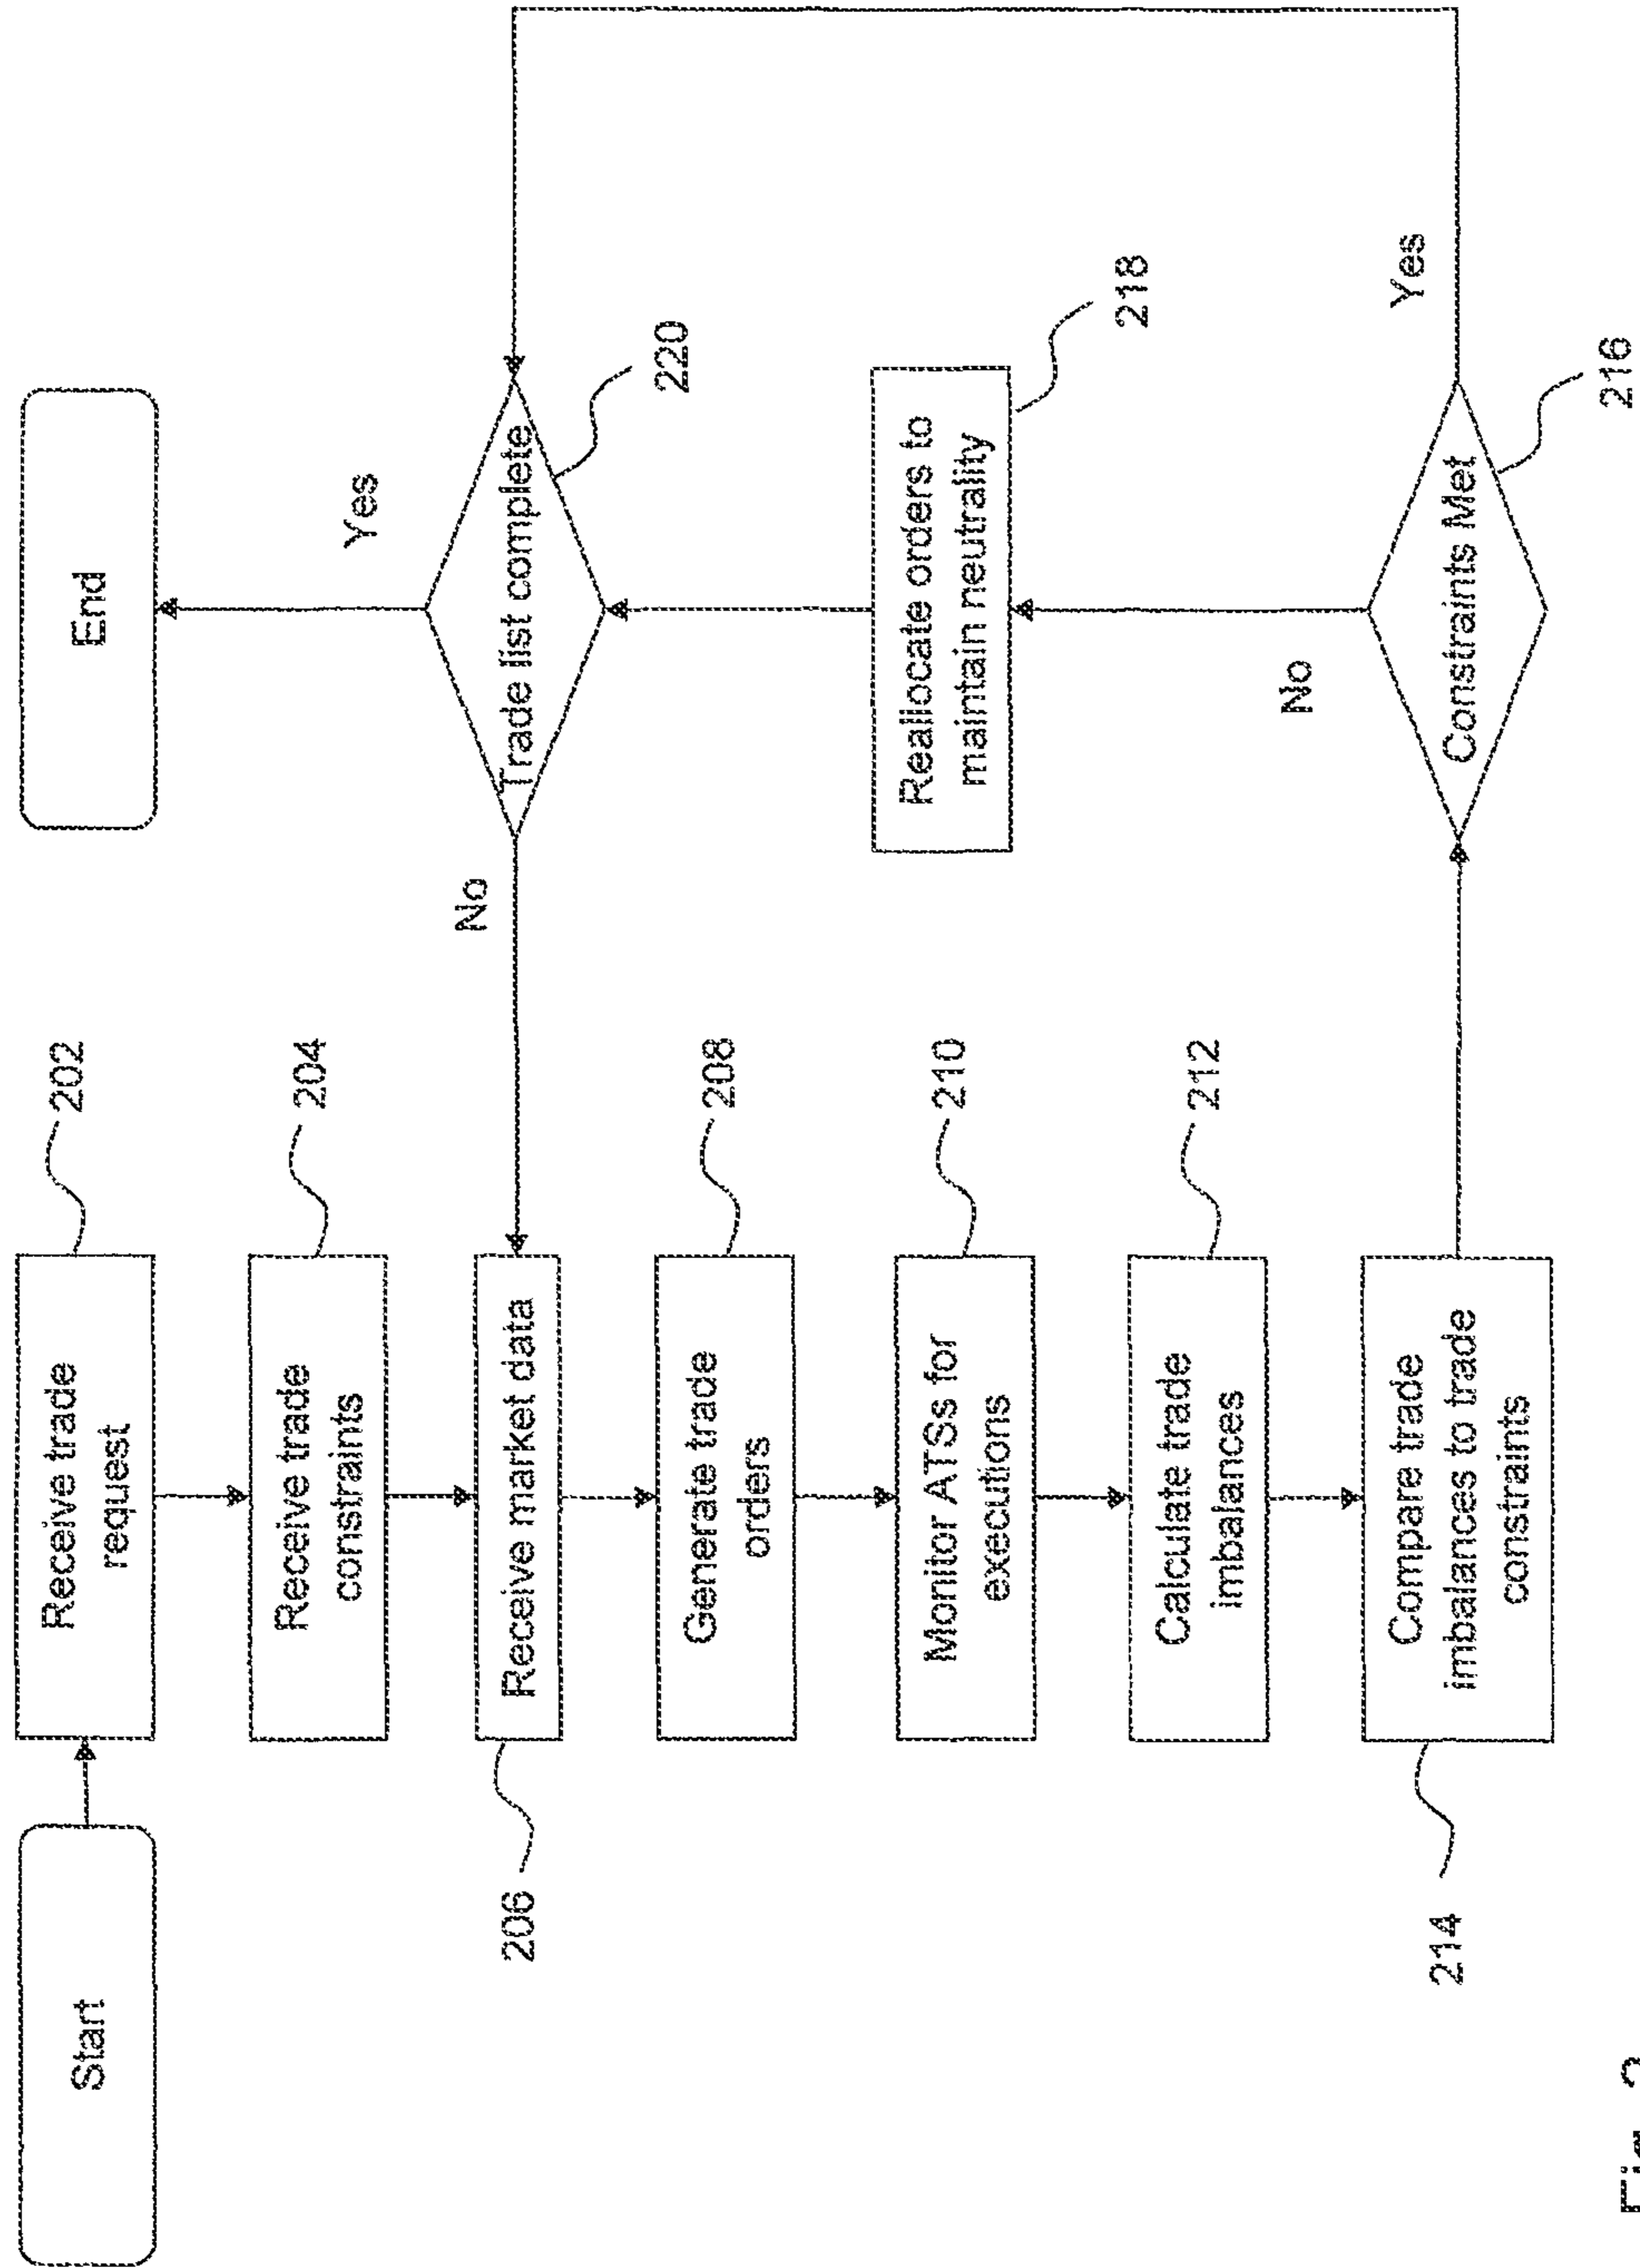 Start
Receive trade
request
202
Receive trade
constraints
204
Receive market data
206
Generate trade
orders
208
Monitor ATSs for
executions
210
Calculate trade
imbalances
212
Compare trade
imbalances to trade
constraints
214
Constraints Met
216
Yes
No
Reallocate orders to
maintain neutrality
218
Trade list complete
220
No
Yes
End